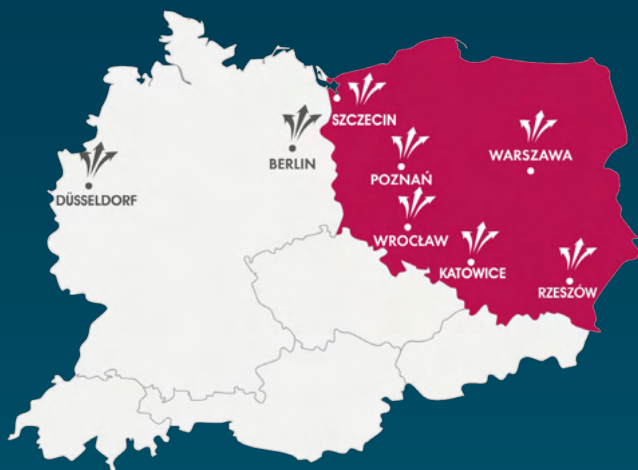 SZCZECIN
BERLIN
WARSZAWA
POZNAŃ
DÜSSELDORF
WROCŁAW
KATOWICE
RZESZÓW